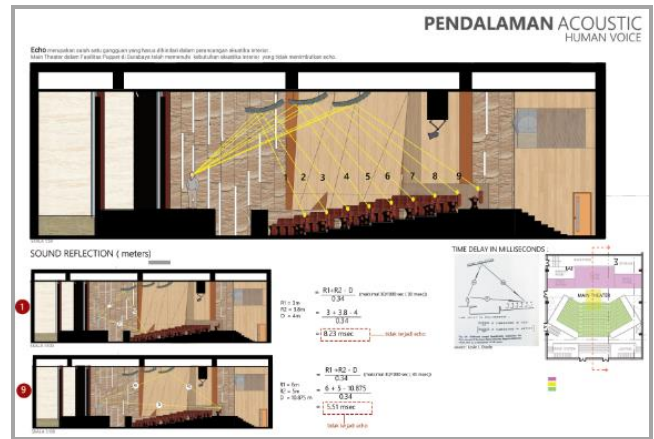 PENDALAMAN ACOUSTIC
HUMAN VOICE
Echo merupakan salah satu gangguan yang harus dihindari dalam perancangan akustika interior.
Main Theater dalam Fasilitas Puppet di Surabaya telah memenuhi kebutuhan akustika interior yang tidak menimbulkan echo.
1 2 3 4 5 6 7 8 9
SOUND REFLECTION ( meters)
TIME DELAY IN MILLISECONDS :
1
R1 = 3m
R2 = 3.8m
D = 4m
= R1+R2 - D
0.34
= 3 + 3.8 - 4
0.34
= 8.23 msec
tidak terjadi echo
MAIN THEATER
9
R1 = 6m
R2 = 5m
D = 10.875 m
= R1 +R2 - D
0.34
= 6 + 5 - 10.875
0.34
= 5.51 msec
tidak terjadi echo